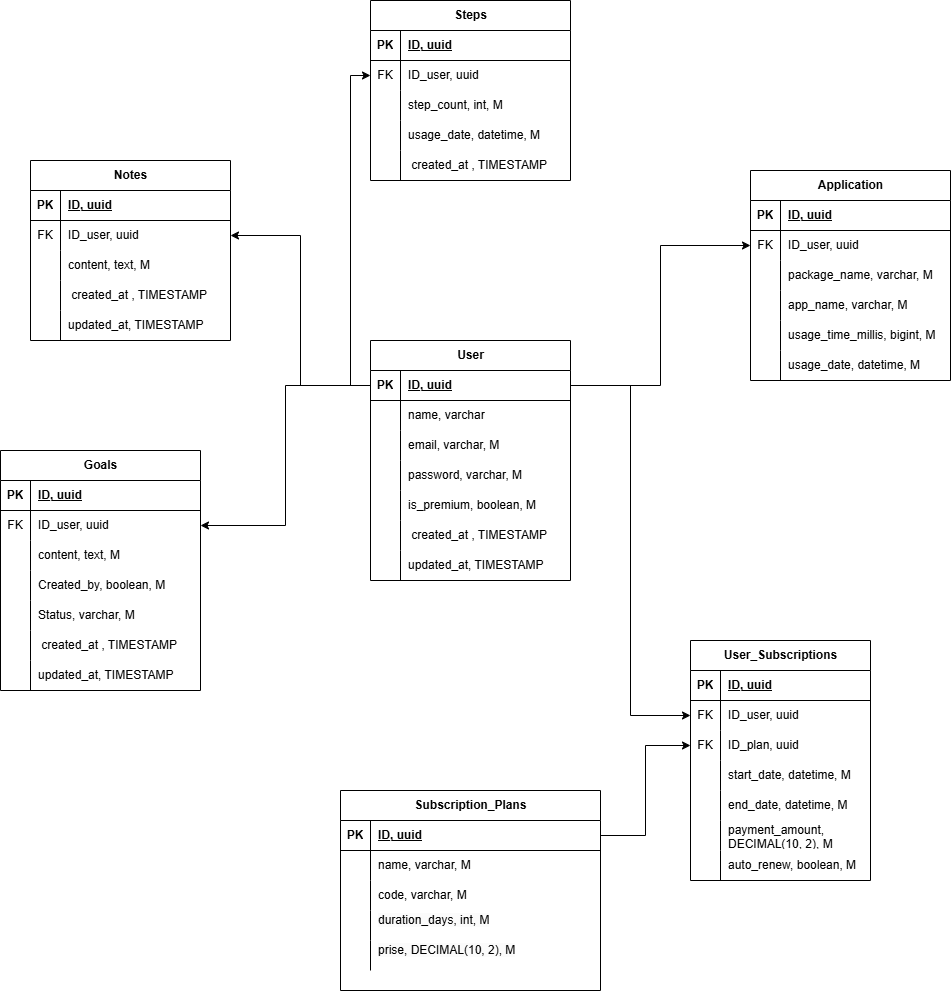 Steps
PK ID, uuid
FK ID_user, uuid
step_count, int, M
usage_date, datetime, M
created_at , TIMESTAMP
Notes
PK ID, uuid
FK ID_user, uuid
content, text, M
created_at , TIMESTAMP
updated_at, TIMESTAMP
Application
PK ID, uuid
FK ID_user, uuid
package_name, varchar, M
app_name, varchar, M
usage_time_millis, bigint, M
usage_date, datetime, M
User
PK ID, uuid
name, varchar
email, varchar, M
password, varchar, M
is_premium, boolean, M
created_at , TIMESTAMP
updated_at, TIMESTAMP
Goals
PK ID, uuid
FK ID_user, uuid
content, text, M
Created_by, boolean, M
Status, varchar, M
created_at , TIMESTAMP
updated_at, TIMESTAMP
User_Subscriptions
PK ID, uuid
FK ID_user, uuid
FK ID_plan, uuid
start_date, datetime, M
end_date, datetime, M
payment_amount,
DECIMAL(10, 2), M
auto_renew, boolean, M
Subscription_Plans
PK ID, uuid
name, varchar, M
code, varchar, M
duration_days, int, M
prise, DECIMAL(10, 2), M